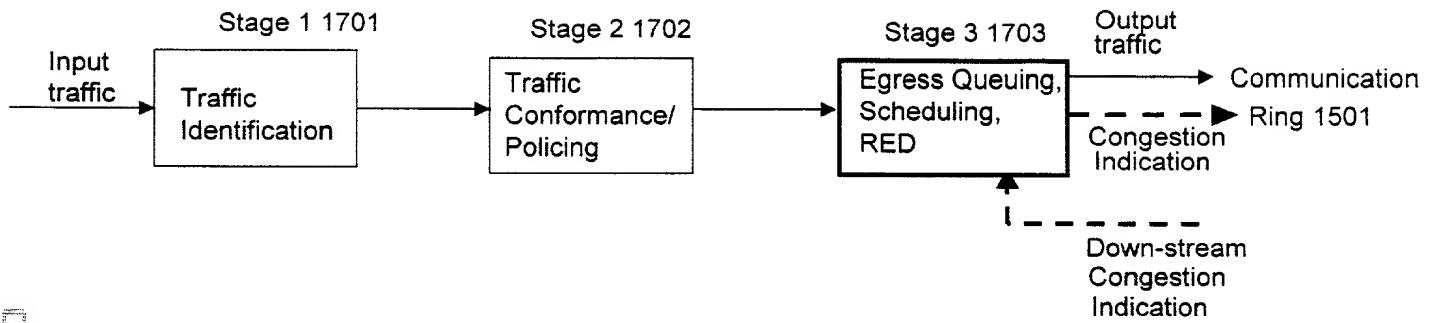 Stage 1 1701
Stage 2 1702
Stage 3 1703
Output
traffic
Input
traffic
Traffic
Identification
Traffic
Conformance/
Policing
Egress Queuing,
Scheduling,
RED
Communication
Ring 1501
Congestion
Indication
Down-stream
Congestion
Indication